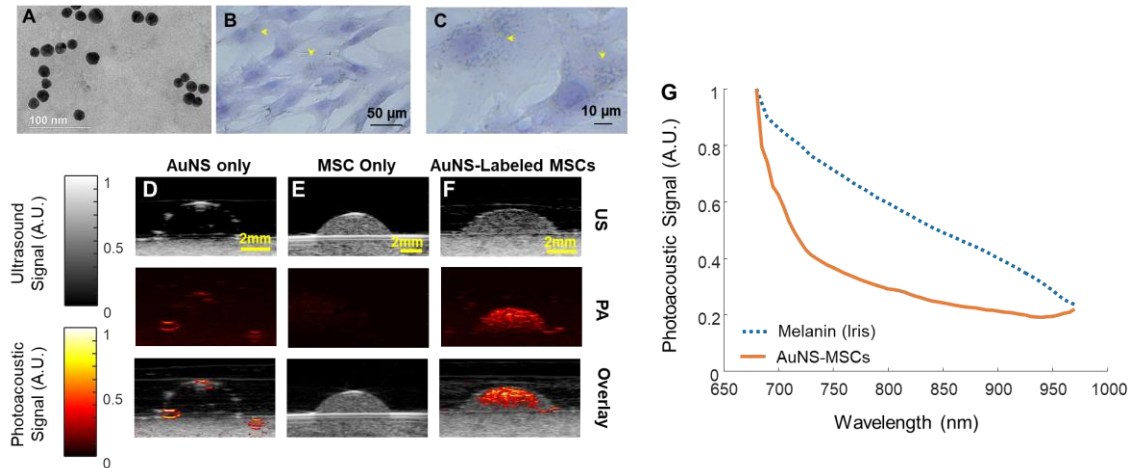 A
100 nm
B
50 µm
C
10 µm
AuNS only
MSC Only
AuNS-Labeled MSCs
D
2mm
E
2mm
F
2mm
US
PA
Overlay
Ultrasound
Signal (A.U.)
1
0.5
0
Photoacoustic
Signal (A.U.)
1
0.5
0
G
Photoacoustic Signal (A.U.)
1
0.8
0.6
0.4
0.2
0
Melanin (Iris)
AuNS-MSCs
650 700 750 800 850 900 950 1000
Wavelength (nm)